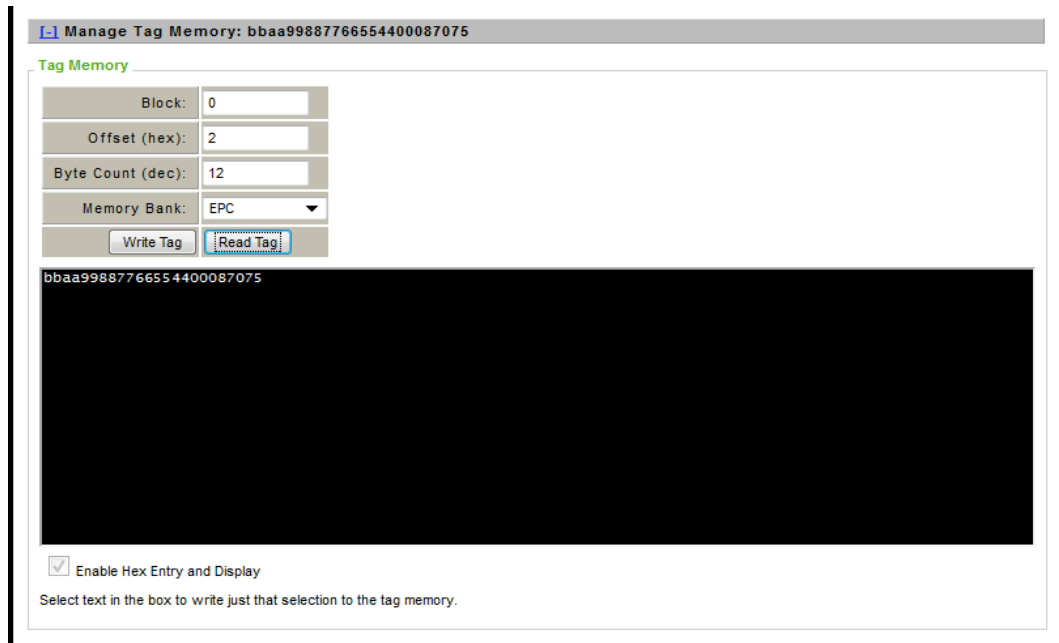 [-] Manage Tag Memory: bbaa99887766554400087075
Tag Memory
Block: 0
Offset (hex): 2
Byte Count (dec): 12
Memory Bank: EPC
Write Tag Read Tag
bbaa99887766554400087075
Enable Hex Entry and Display
Select text in the box to write just that selection to the tag memory.